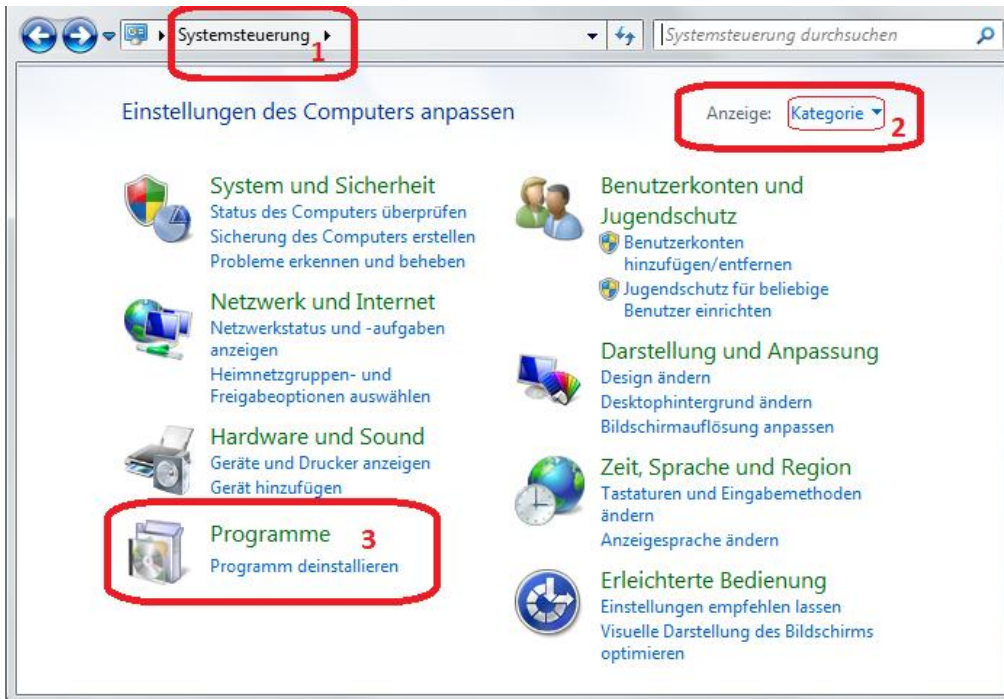 Systemsteuerung
1
Systemsteuerung durchsuchen
Einstellungen des Computers anpassen
Anzeige: Kategorie
2
System und Sicherheit
Status des Computers überprüfen
Sicherung des Computers erstellen
Probleme erkennen und beheben
Netzwerk und Internet
Netzwerkstatus und -aufgaben
anzeigen
Heimnetzgruppen- und
Freigabeoptionen auswählen
Hardware und Sound
Geräte und Drucker anzeigen
Gerät hinzufügen
Programme
3
Programm deinstallieren
Benutzerkonten und
Jugendschutz
Benutzerkonten
hinzufügen/entfernen
Jugendschutz für beliebige
Benutzer einrichten
Darstellung und Anpassung
Design ändern
Desktophintergrund ändern
Bildschirmauflösung anpassen
Zeit, Sprache und Region
Tastaturen und Eingabemethoden
ändern
Anzeigesprache ändern
Erleichterte Bedienung
Einstellungen empfehlen lassen
Visuelle Darstellung des Bildschirms
optimieren